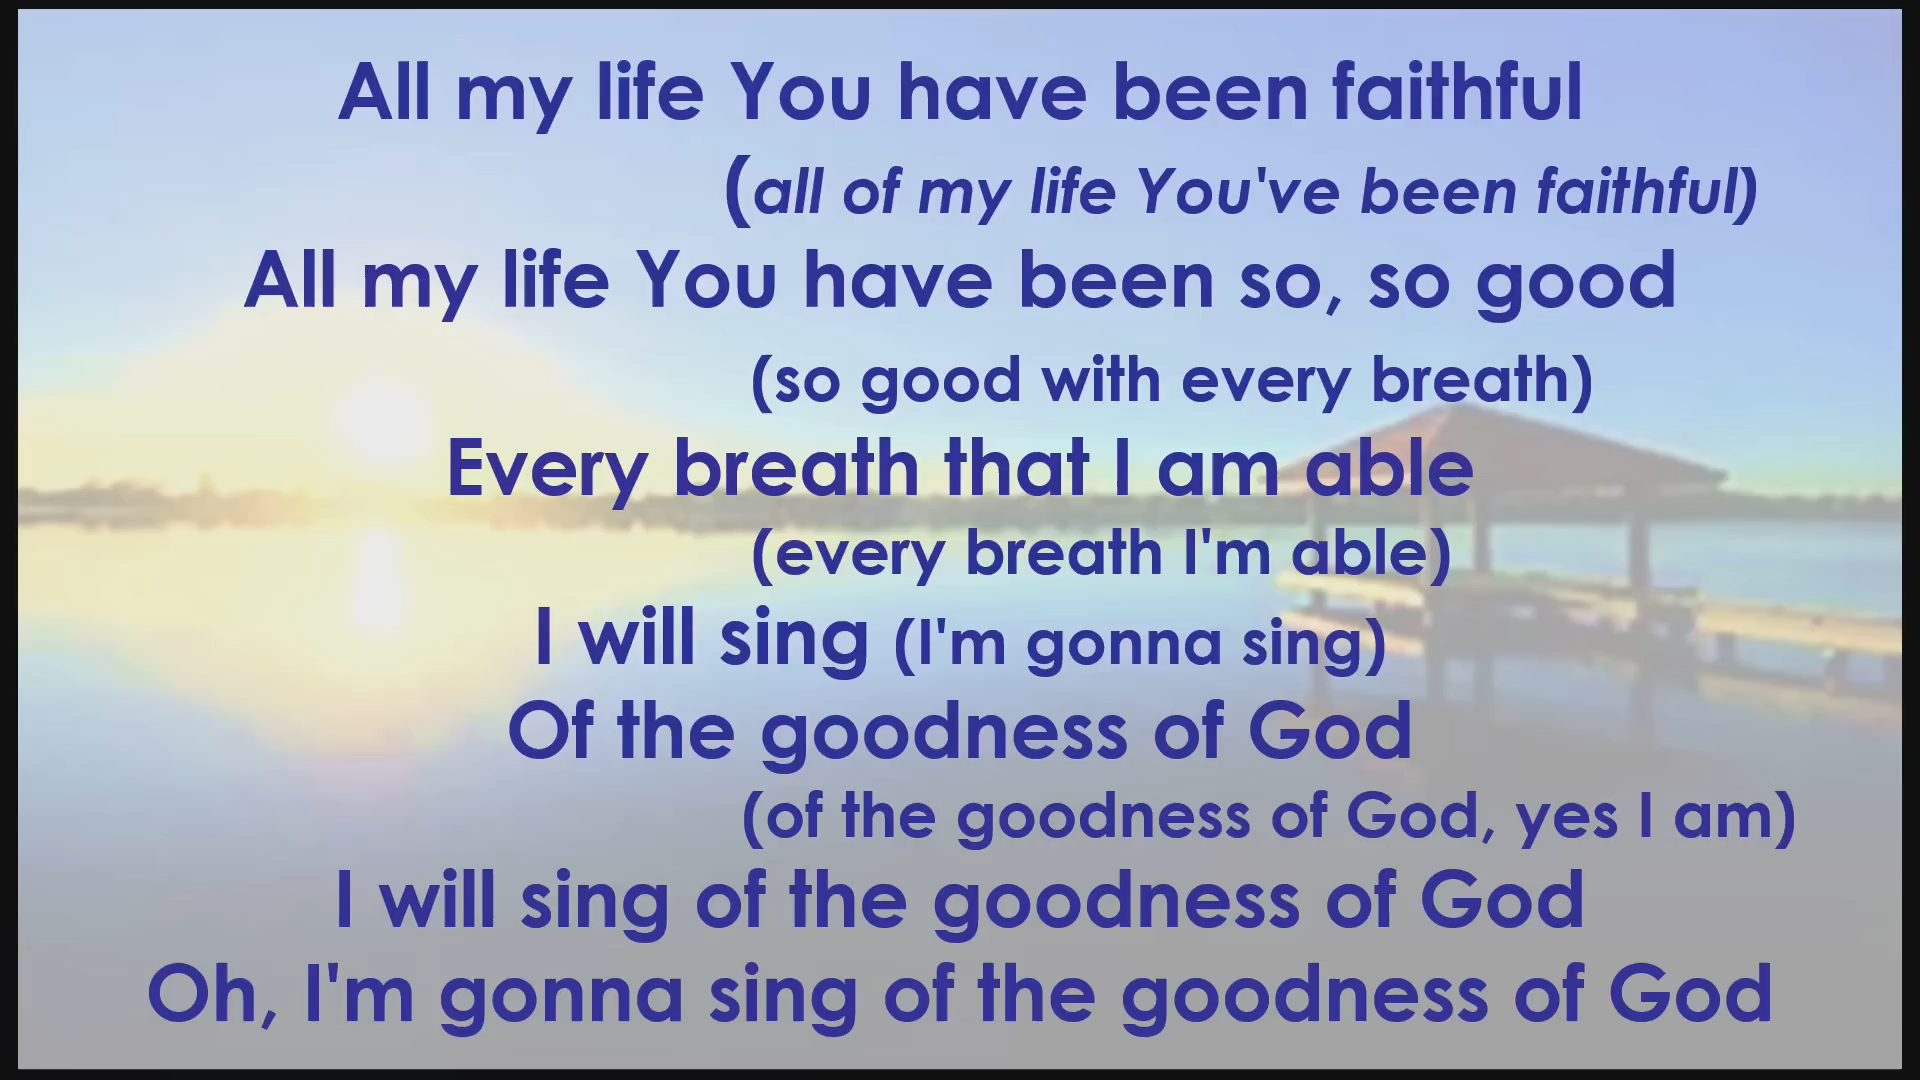 All my life You have been faithful
(all of my life You've been faithful)
All my life You have been so, so good
(so good with every breath)
Every breath that I am able
(every breath I'm able)
I will sing (I'm gonna sing)
Of the goodness of God
(of the goodness of God, yes I am)
I will sing of the goodness of God
Oh, I'm gonna sing of the goodness of God